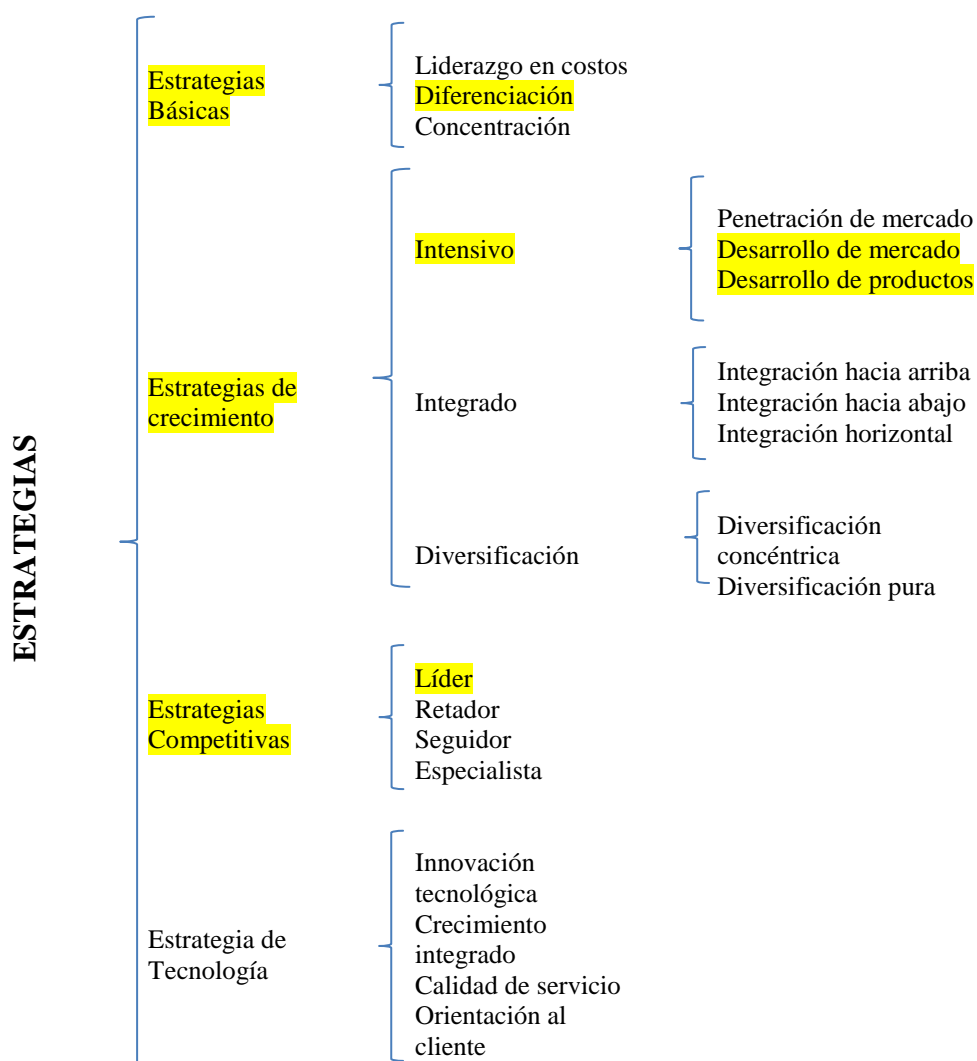 ESTRATEGIAS
Estrategias
Básicas
Liderazgo en costos
Diferenciación
Concentración
Estrategias de
crecimiento
Intensivo
Penetración de mercado
Desarrollo de mercado
Desarrollo de productos
Integrado
Integración hacia arriba
Integración hacia abajo
Integración horizontal
Diversificación
Diversificación
concéntrica
Diversificación pura
Estrategias
Competitivas
Líder
Retador
Seguidor
Especialista
Estrategia de
Tecnología
Innovación
tecnológica
Crecimiento
integrado
Calidad de servicio
Orientación al
cliente